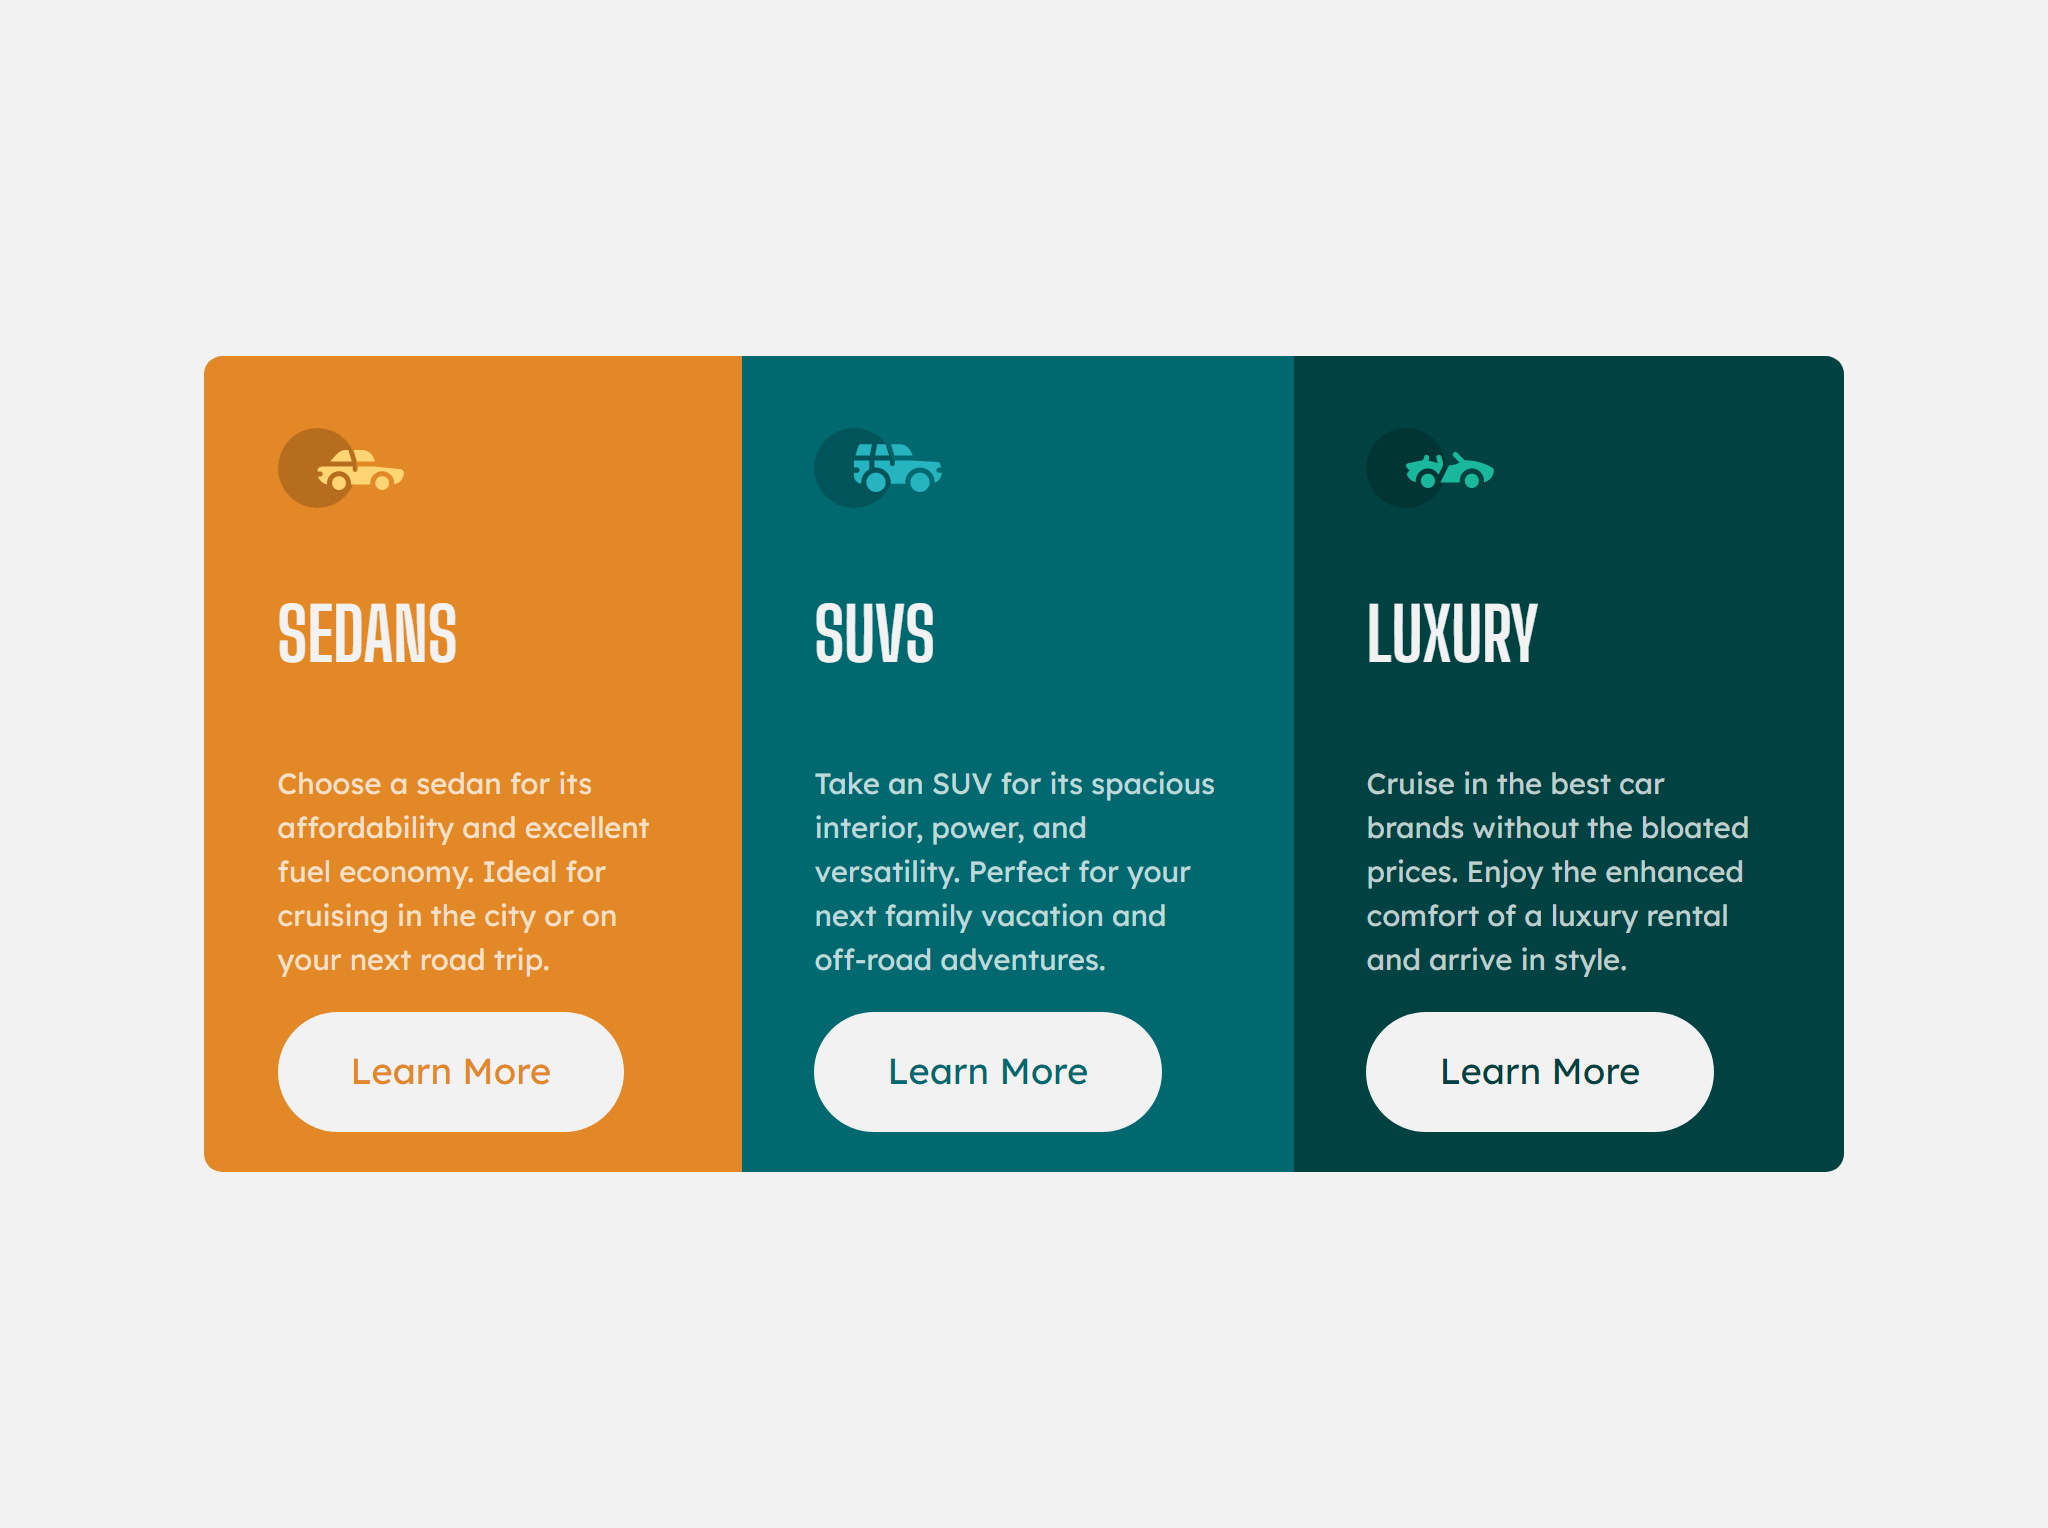 SEDANS
Choose a sedan for its
affordability and excellent
fuel economy. Ideal for
cruising in the city or on
your next road trip.
Learn More
SUVS
Take an SUV for its spacious
interior, power, and
versatility. Perfect for your
next family vacation and
off-road adventures.
Learn More
LUXURY
Cruise in the best car
brands without the bloated
prices. Enjoy the enhanced
comfort of a luxury rental
and arrive in style.
Learn More